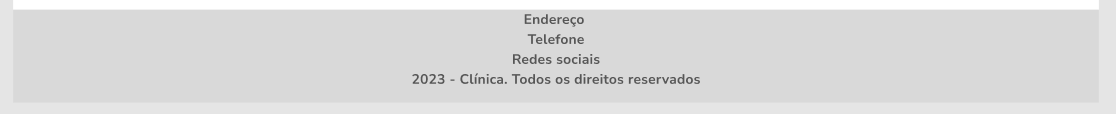 Endereço
Telefone
Redes sociais
2023 - Clínica. Todos os direitos reservados